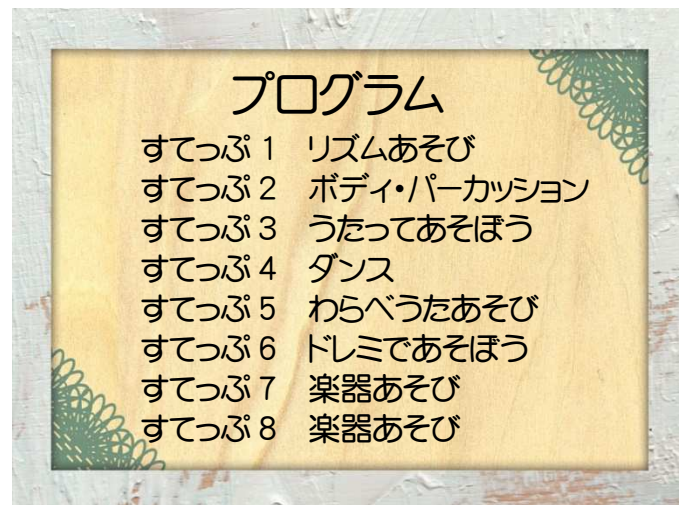 プログラム
すてっぷ1 リズムあそび
すてっぷ2 ボディ・パーカッション
すてっぷ3 うたってあそぼう
すてっぷ4 ダンス
すてっぷ5 わらべうたあそび
すてっぷ6 ドレミであそぼう
すてっぷ7 楽器あそび
すてっぷ8 楽器あそび